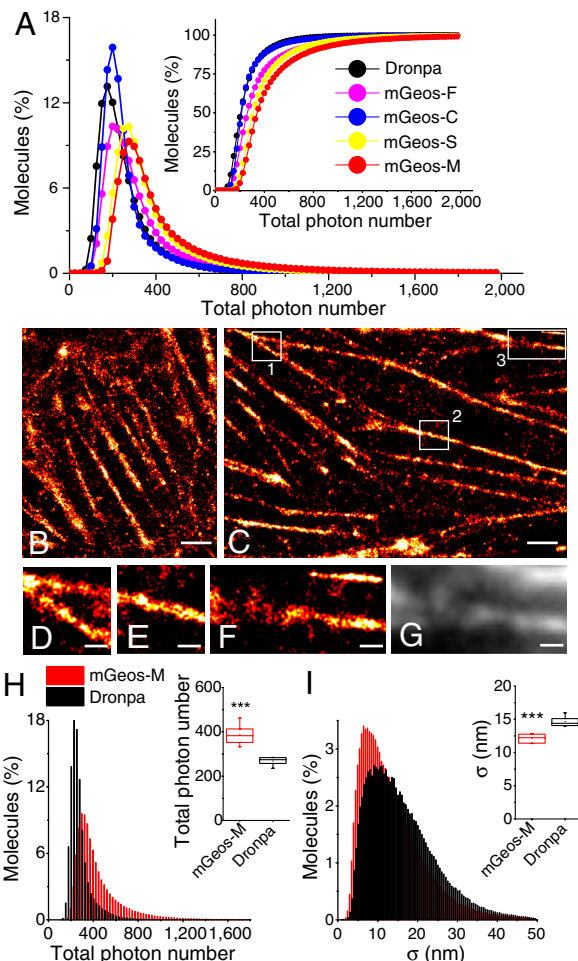 A
Molecules (%)
18
12
6
0
0
400
800
1,200
1,600
2,000
Total photon number
Molecules (%)
100
75
50
25
0
0
400
800
1,200
2,000
Total photon number
Dronpa
mGeos-F
mGeos-C
mGeos-S
mGeos-M
B
C
1
2
3
D
E
F
G
H
mGeos-M
Dronpa
Molecules (%)
18
12
6
0
0
400
800
1,200
1,600
Total photon number
Total photon umber
600
400
200
0
***
mGeos-M
Dronpa
I
Molecules (%)
3
2
1
0
0
10
20
30
40
50
σ (nm)
σ (nm)
20
15
10
5
0
***
mGeos-M
Dronpa